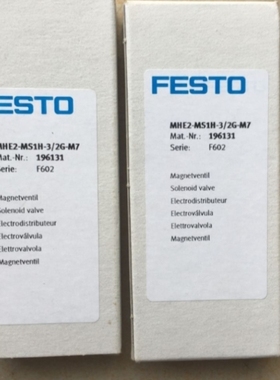 ESTO
MHE2-MS1H-3/2G-M7
Mat.-Nr.: 196131
Serie: F602
Magnetventil
Solenoid valve
Electrodistributeur
Electroválvula
Elettrovalvola
Magnetventil
FESTO
MHE2-MS1H-3/2G-M7
Mat.-Nr.: 196131
Serie: F602
Magnetventil
Solenoid valve
Electrodistributeur
Electroválvula
Elettrovalvola
Magnetventil